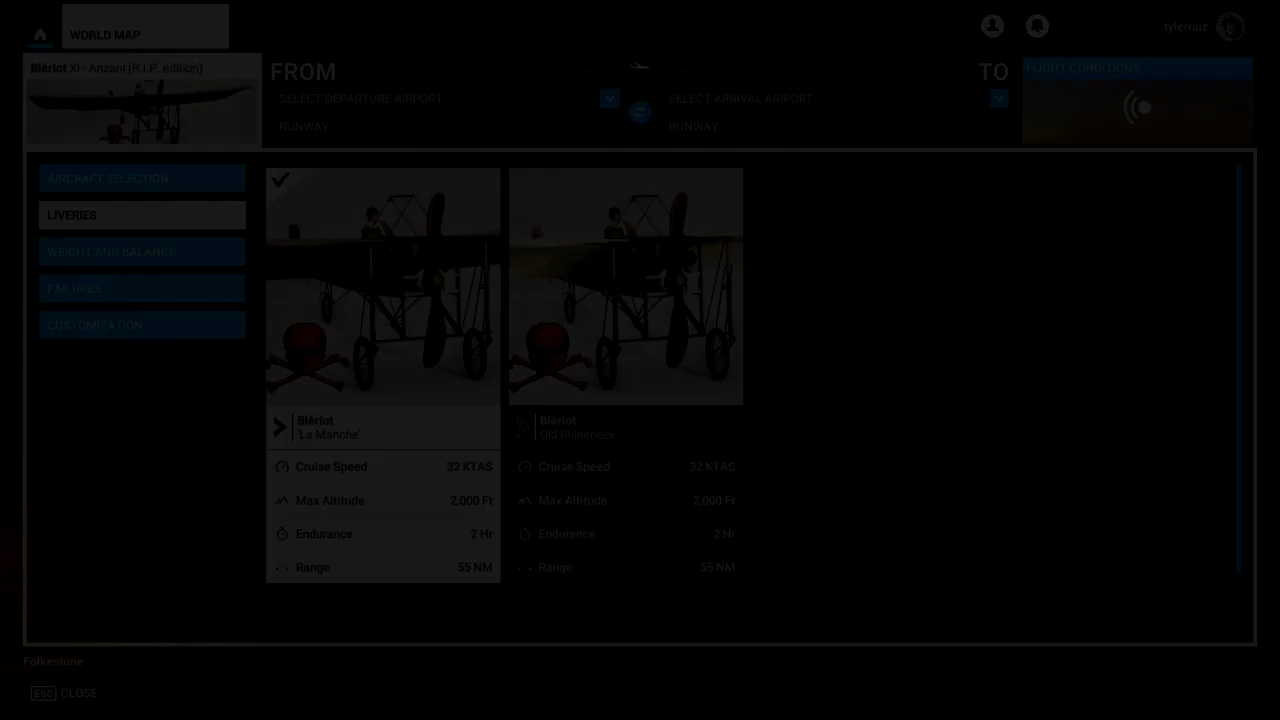 WORLD MAP
tylerroiz
Blériot XI - Anzani (R.I.P. edition)
FROM
SELECT DEPARTURE AIRPORT
RUNWAY
TO
SELECT ARRIVAL AIRPORT
RUNWAY
FLIGHT CONDITIONS
AIRCRAFT SELECTION
LIVERIES
WEIGHT AND BALANCE
FAILURES
CUSTOMIZATION
Blériot
'La Manche'
Cruise Speed 32 KTAS
Max Altitude 2,000 Ft
Endurance 2 Hr
Range 55 NM
Blériot
Old Rhinebeck
Cruise Speed 32 KTAS
Max Altitude 2,000 Ft
Endurance 2 Hr
Range 55 NM
Folkestone
ESC CLOSE